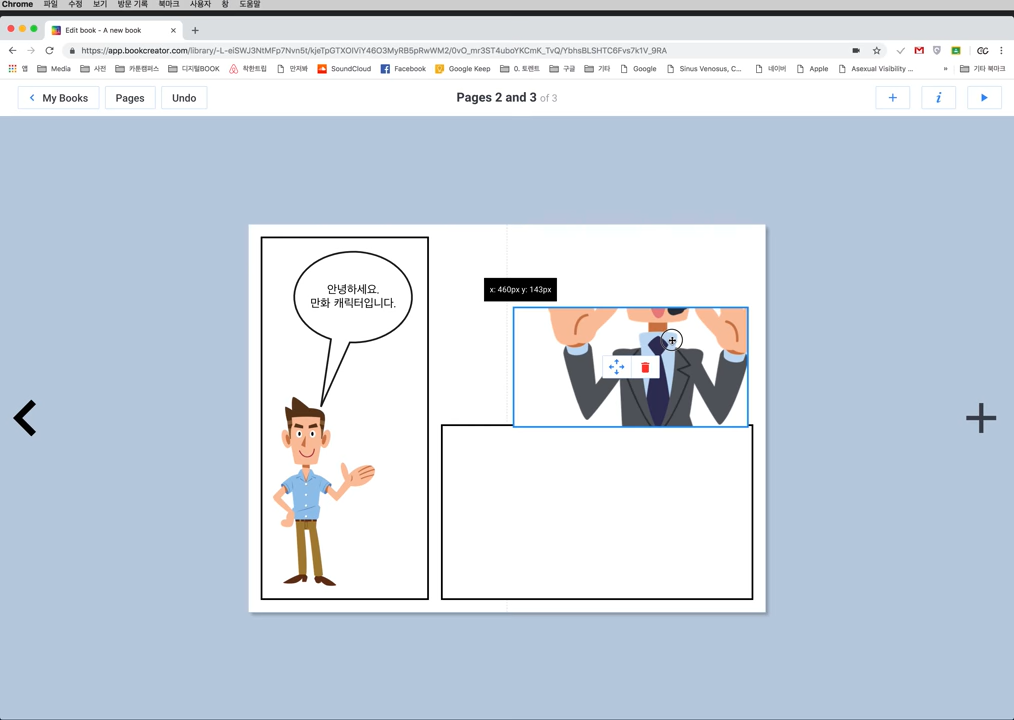 Chrome 파일 수정 보기 방문 기록 북마크 사용자 창 도움말
Edit book - A new book
https://app.bookcreator.com/library/-L-eiSWJ3NtMFp7Nvn5t/kjeTpGTXOlViY46O3MyRB5pRwWM2/0vO_mr3ST4uboYKCmK_TvQ/YbhsBLSHTC6Fvs7k1V_9RA
앱 Media 사전 카툰캠퍼스 디지털BOOK 착한트립 만저봐 SoundCloud Facebook Google Keep 0. 토렌트 구글 기타 Google Sinus Venosus, C... 네이버 Apple Asexual Visibility ... » 기타 북마크
My Books Pages Undo Pages 2 and 3 of 3
안녕하세요.
만화 캐릭터입니다.
x: 460px y: 143px